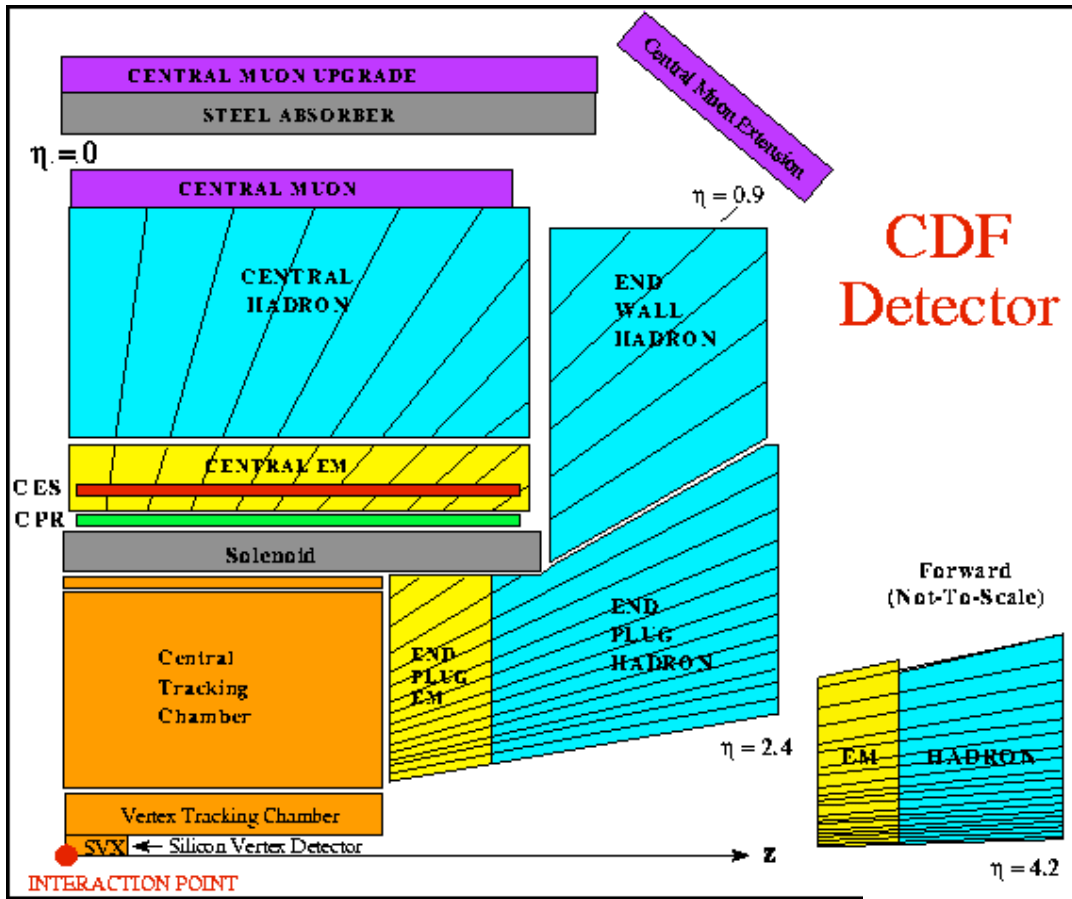 CENTRAL MUON UPGRADE
STEEL ABSORBER
Central Muon Extension
η = 0
CENTRAL MUON
η = 0.9
CDF
Detector
CENTRAL
HADRON
END
WALL
HADRON
CENTRAL EM
CES
CPR
Solenoid
Forward
(Not-To-Scale)
END
PLUG
HADRON
END
PLUG
EM
Central
Tracking
Chamber
η = 2.4
EM
HADRON
Vertex Tracking Chamber
SVX
Silicon Vertex Detector
Z
η = 4.2
INTERACTION POINT